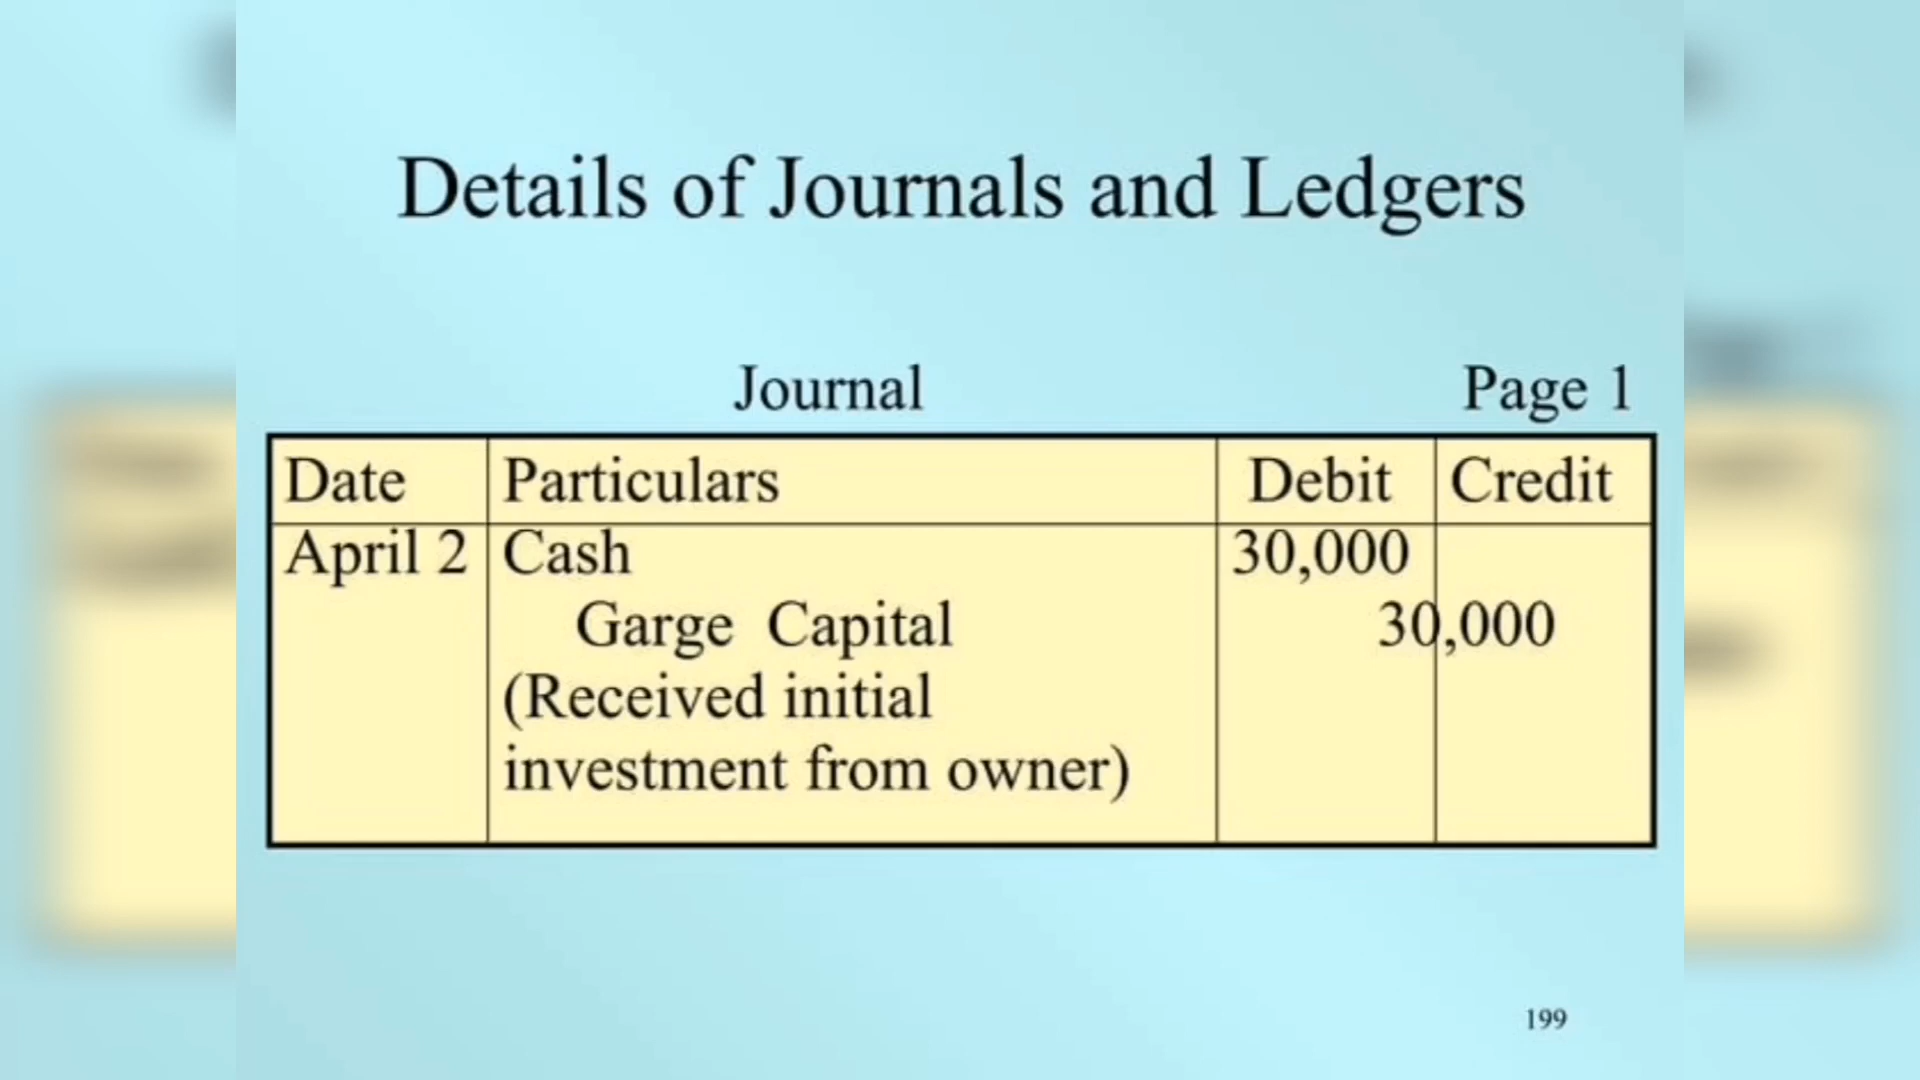 Details of Journals and Ledgers
Journal Page 1
Date Particulars Debit Credit
April 2 Cash 30,000
Garge Capital 30,000
(Received initial
investment from owner)
199